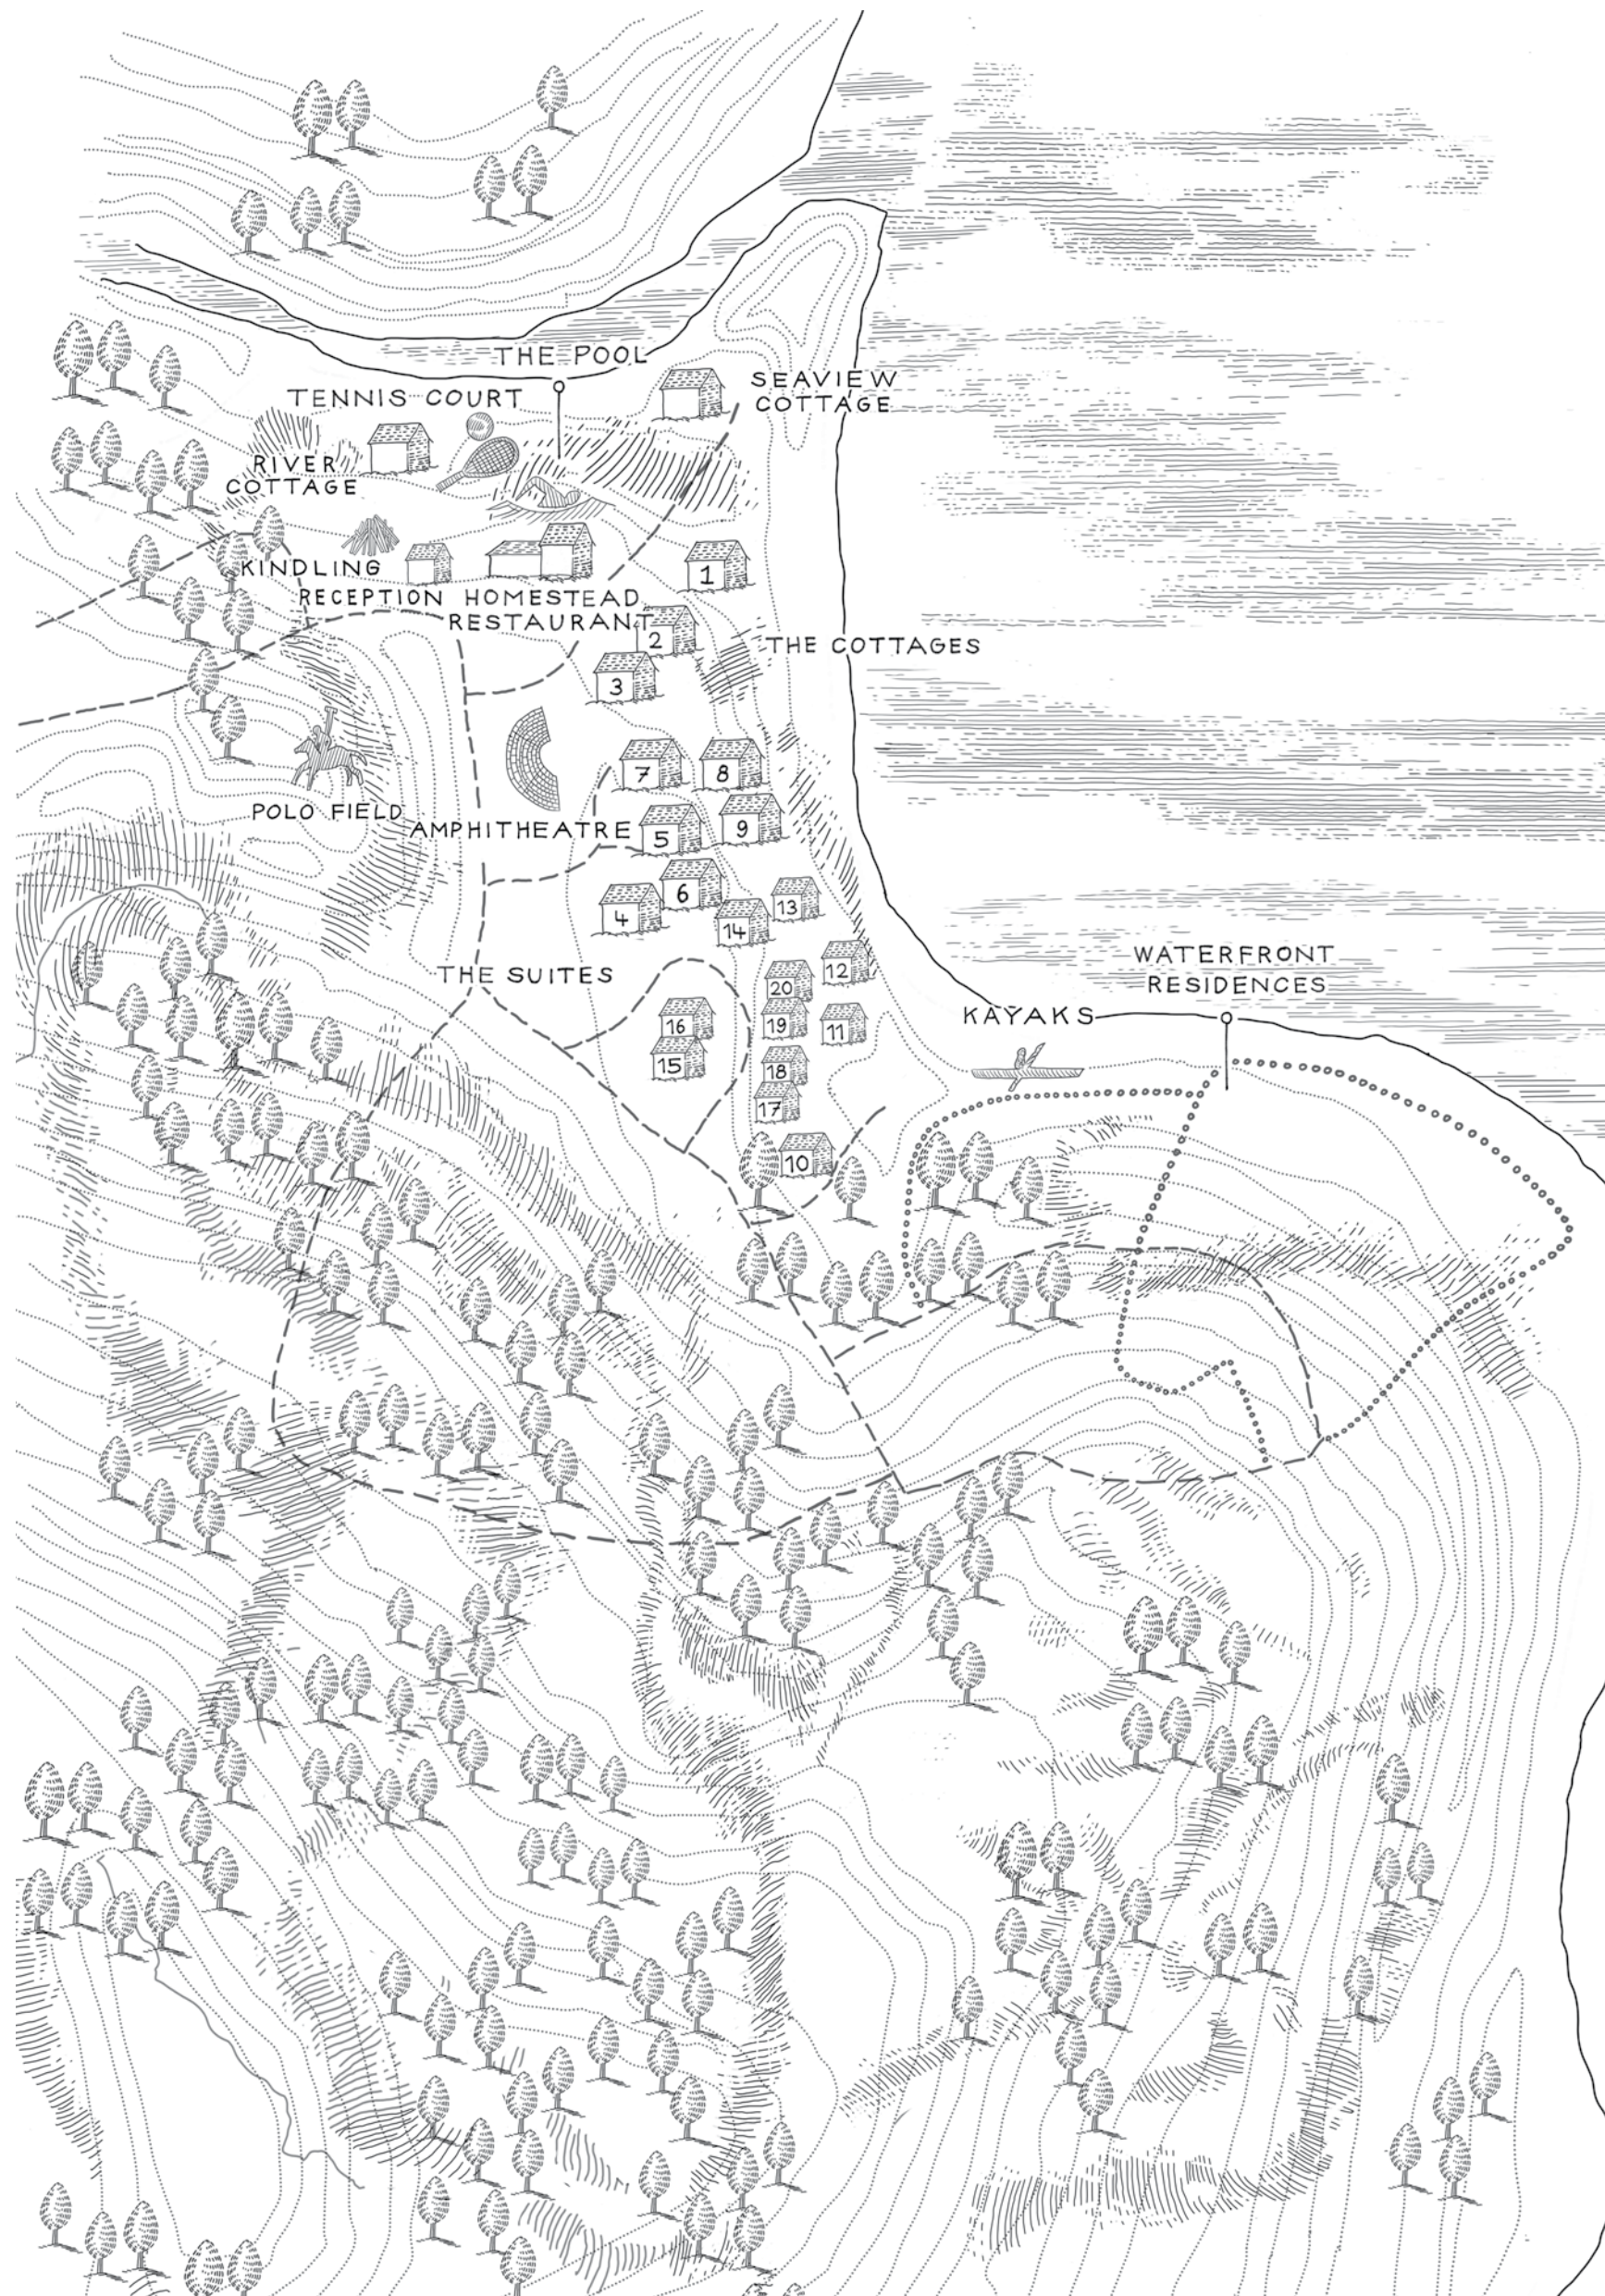 THE POOL
SEAVIEW
COTTAGE
TENNIS COURT
RIVER
COTTAGE
KINDLING
RECEPTION
HOMESTEAD
RESTAURANT
1
2
THE COTTAGES
3
7
8
POLO FIELD
AMPHITHEATRE
5
9
6
4
13
14
THE SUITES
12
20
WATERFRONT
RESIDENCES
KAYAKS
16
19
11
15
18
17
10